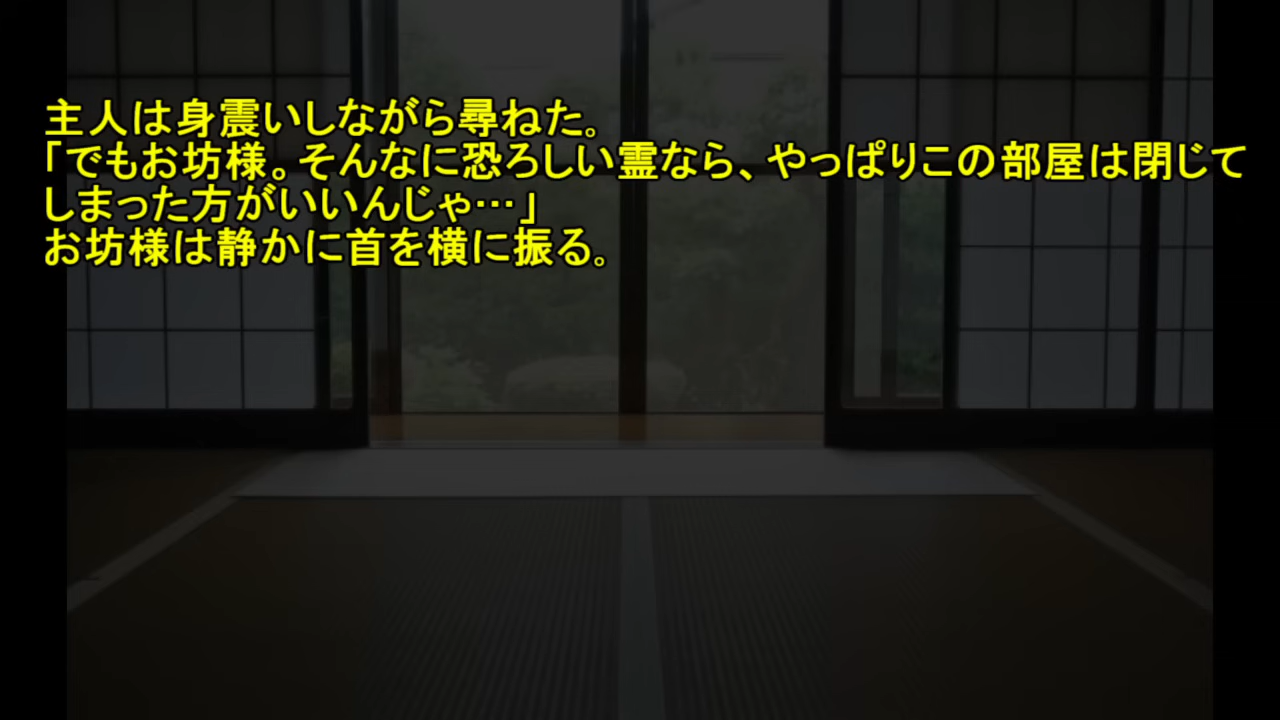 主人は身震いしながら尋ねた。
「でもお坊様。そんなに恐ろしい霊なら、やっぱりこの部屋は閉じて
しまった方がいいんじゃ…」
お坊様は静かに首を横に振る。